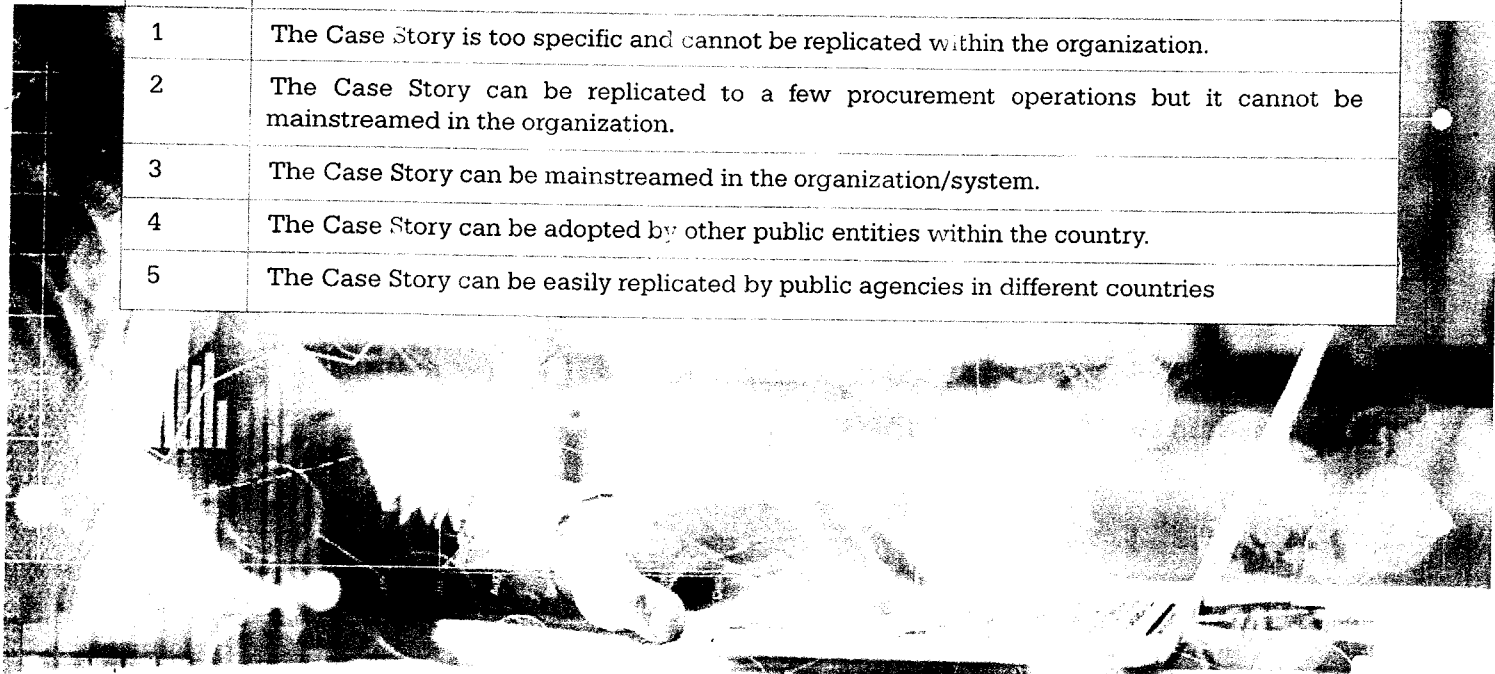 1 The Case Story is too specific and cannot be replicated within the organization.
2 The Case Story can be replicated to a few procurement operations but it cannot be
mainstreamed in the organization.
3 The Case Story can be mainstreamed in the organization/system.
4 The Case Story can be adopted by other public entities within the country.
5 The Case Story can be easily replicated by public agencies in different countries